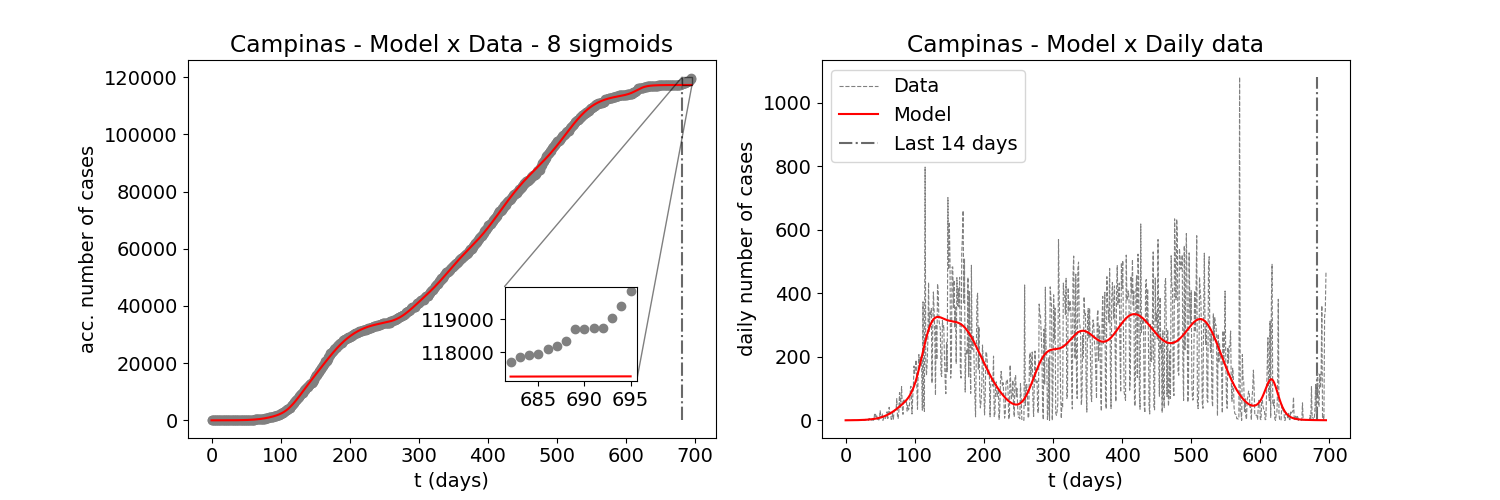 Campinas - Model x Data - 8 sigmoids
acc. number of cases
120000
100000
80000
60000
40000
20000
0
119000
118000
685 690 695
0 100 200 300 400 500 600 700
t (days)
Campinas - Model x Daily data
daily number of cases
1000
800
600
400
200
0
Data
Model
Last 14 days
0 100 200 300 400 500 600 700
t (days)